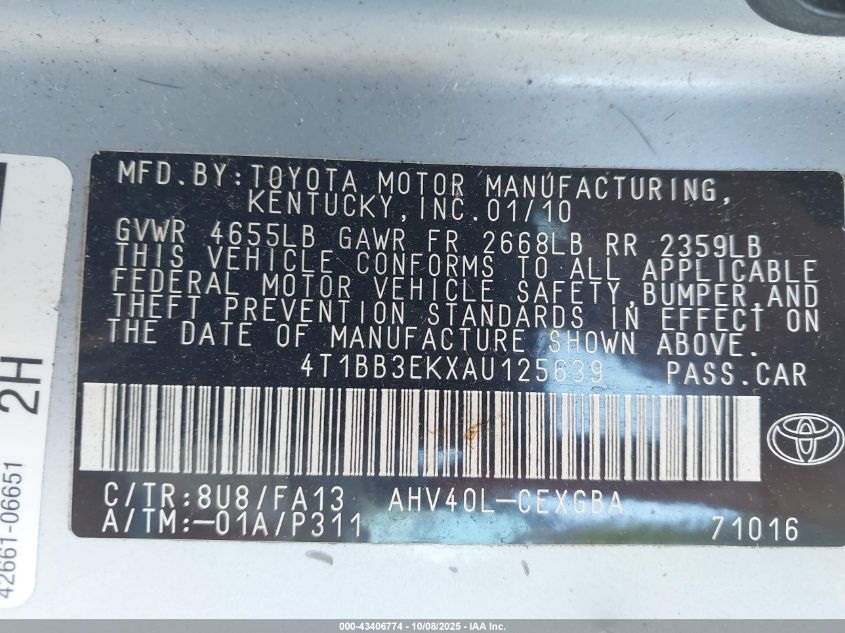 MFD.BY:TOYOTA MOTOR MANUFACTURING,
KENTUCKY,INC.01/10
GVWR 4655LB GAWR FR 2668LB RR 2359LB
THIS VEHICLE CONFORMS TO ALL APPLICABLE
FEDERAL MOTOR VEHICLE SAFETY,BUMPER,AND
THEFT PREVENTION STANDARDS IN EFFECT ON
THE DATE OF MANUFACTURE SHOWN ABOVE.
4T1BB3EKXAU125639 PASS.CAR
C/TR:8U8/FA13 AHV40L-CEXGBA
A/TM:-01A/P311 71016
2H
42661-06651
000-43406774 - 10/08/2025 - IAA Inc.